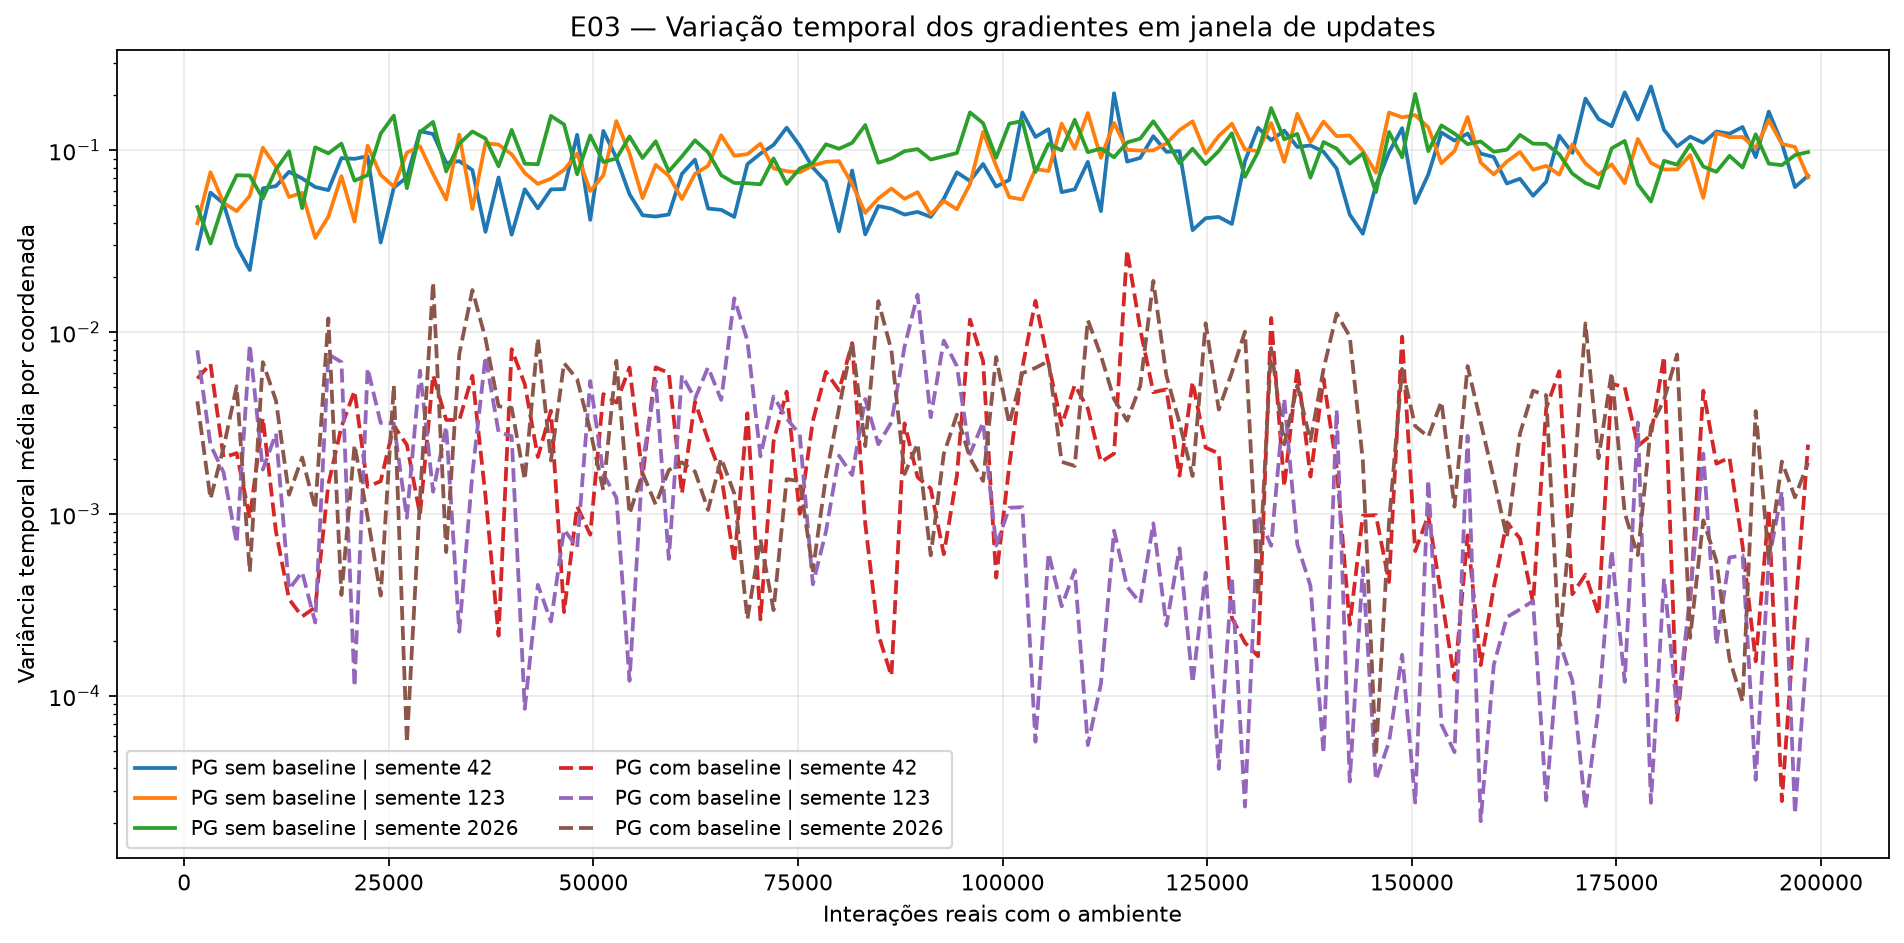 E03 — Variação temporal dos gradientes em janela de updates
Variância temporal média por coordenada
10⁻¹
10⁻²
10⁻³
10⁻⁴
PG sem baseline | semente 42
PG sem baseline | semente 123
PG sem baseline | semente 2026
PG com baseline | semente 42
PG com baseline | semente 123
PG com baseline | semente 2026
0 25000 50000 75000 100000 125000 150000 175000 200000
Interações reais com o ambiente